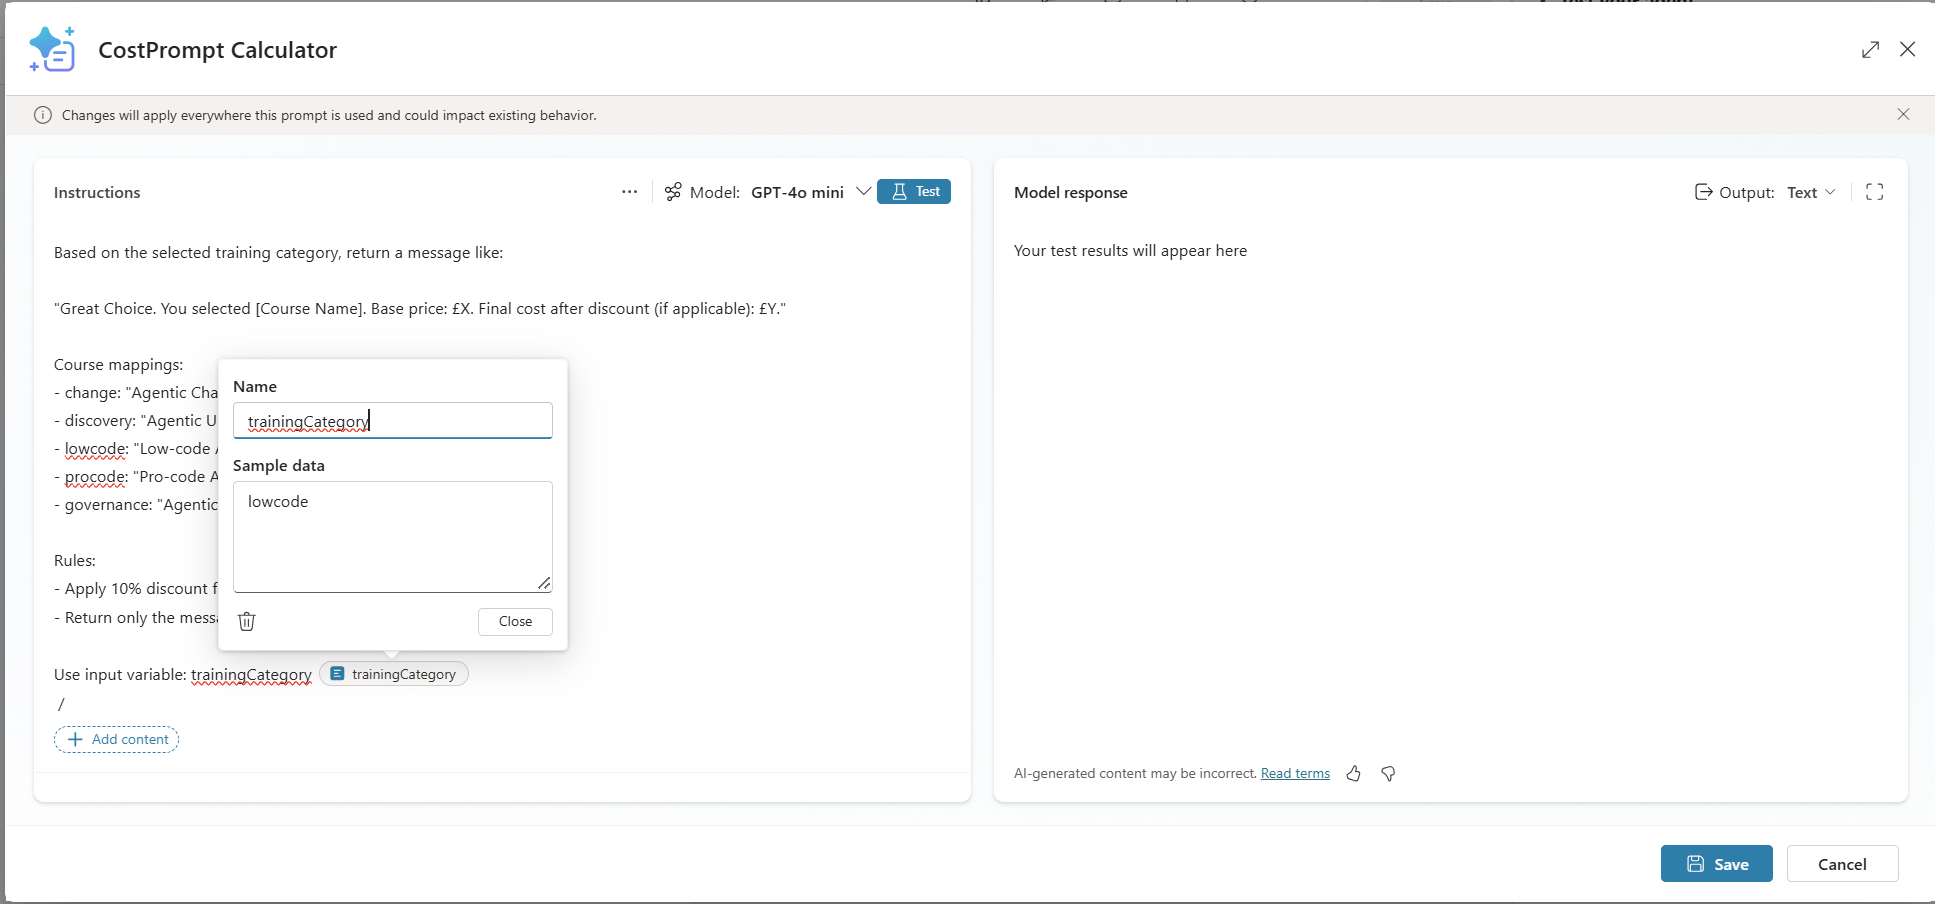 CostPrompt Calculator
Changes will apply everywhere this prompt is used and could impact existing behavior.
Instructions
Model: GPT-4o mini
Test
Based on the selected training category, return a message like:
"Great Choice. You selected [Course Name]. Base price: £X. Final cost after discount (if applicable): £Y."
Course mappings:
- change: "Agentic Cha
- discovery: "Agentic U
- lowcode: "Low-code A
- procode: "Pro-code A
- governance: "Agentic
Rules:
- Apply 10% discount f
- Return only the messa
Use input variable: trainingCategory trainingCategory
/
Add content
Name
trainingCategory
Sample data
lowcode
Close
Model response
Output: Text
Your test results will appear here
AI-generated content may be incorrect. Read terms
Save
Cancel